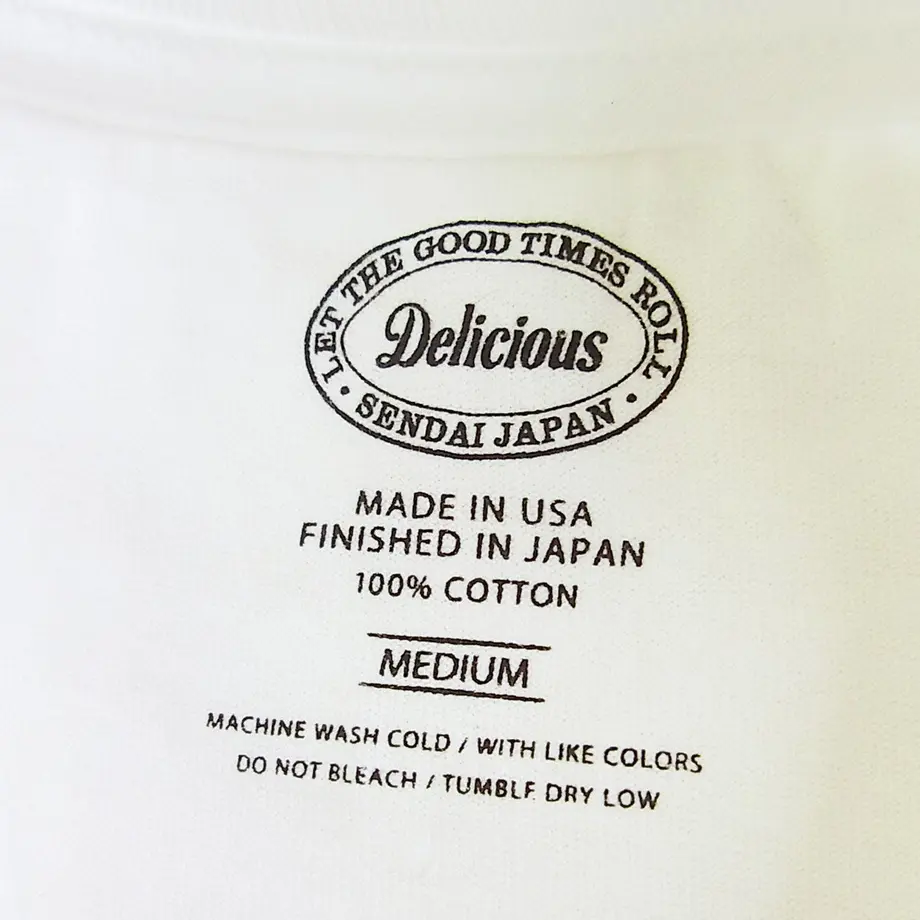 LET THE GOOD TIMES ROLL
Delicious
• SENDAI JAPAN •
MADE IN USA
FINISHED IN JAPAN
100% COTTON
MEDIUM
MACHINE WASH COLD / WITH LIKE COLORS
DO NOT BLEACH / TUMBLE DRY LOW